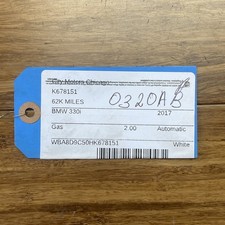 City Motors Chicago
K678151
62K MILES
0320AB
BMW 330i
2017
Gas 2.00 Automatic
WBA8D9C50HK678151
White